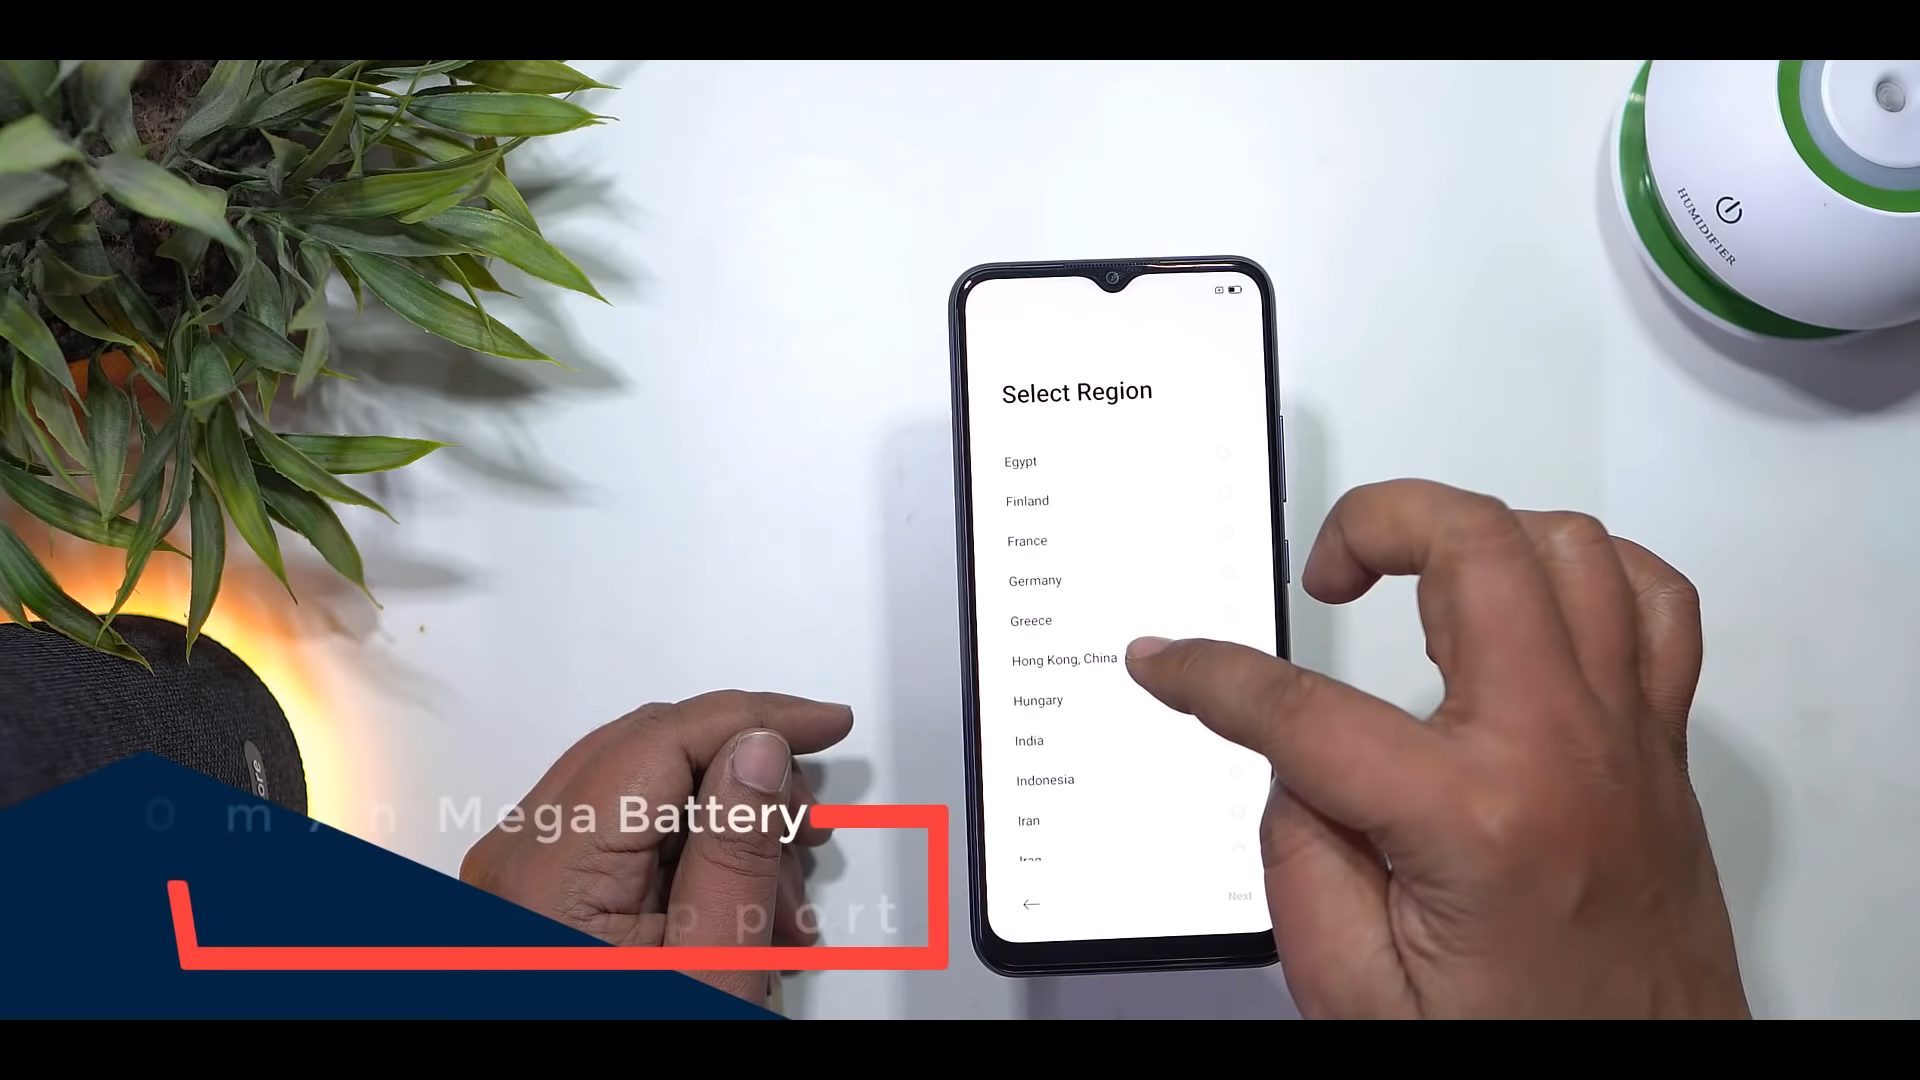 HUMIDIFIER
Select Region
Egypt
Finland
France
Germany
Greece
Hong Kong, China
Hungary
India
Indonesia
Iran
Next
Mega Battery